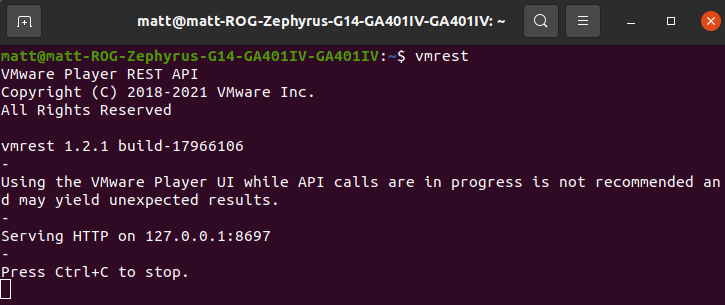 matt@matt-ROG-Zephyrus-G14-GA401IV-GA401IV: ~
matt@matt-ROG-Zephyrus-G14-GA401IV-GA401IV:~$ vmrest
VMware Player REST API
Copyright (C) 2018-2021 VMware Inc.
All Rights Reserved

vmrest 1.2.1 build-17966106
-
Using the VMware Player UI while API calls are in progress is not recommended an
d may yield unexpected results.
-
Serving HTTP on 127.0.0.1:8697
-
Press Ctrl+C to stop.